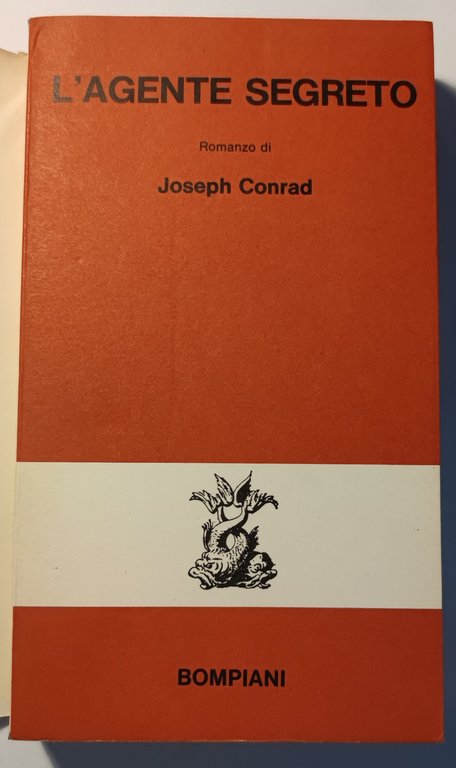 L'AGENTE SEGRETO
Romanzo di
Joseph Conrad
BOMPIANI